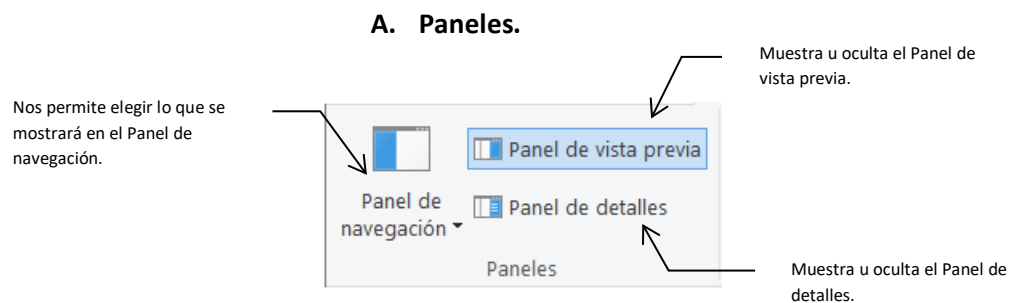 A. Paneles.
Muestra u oculta el Panel de
vista previa.
Nos permite elegir lo que se
mostrará en el Panel de
navegación.
Panel de vista previa
Panel de
navegación
Panel de detalles
Paneles
Muestra u oculta el Panel de
detalles.